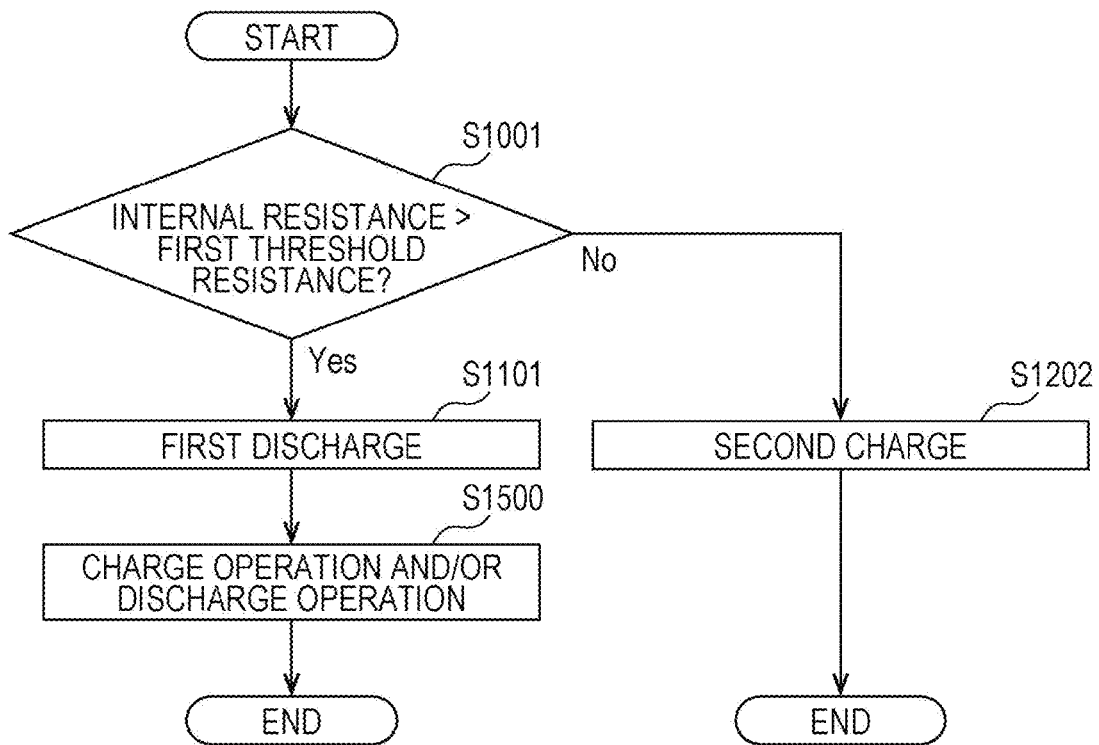 START
S1001
INTERNAL RESISTANCE >
FIRST THRESHOLD
RESISTANCE?
No
Yes
S1101
FIRST DISCHARGE
S1202
SECOND CHARGE
S1500
CHARGE OPERATION AND/OR
DISCHARGE OPERATION
END
END